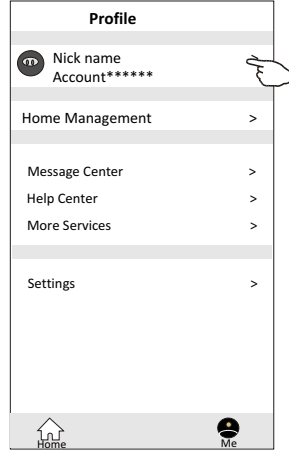 Profile
Nick name
Account******
Home Management >
Message Center >
Help Center >
More Services >
Settings >
Home Me